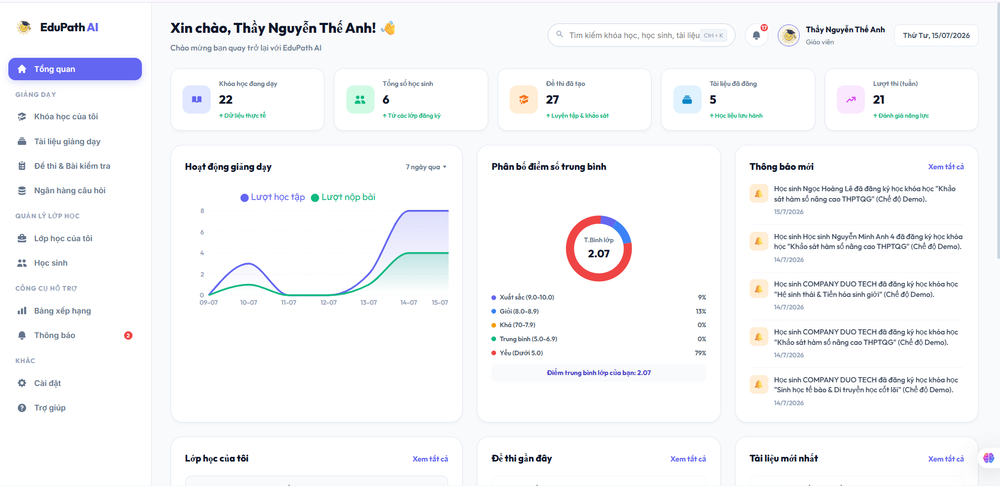 EduPath AI
Tổng quan
GIẢNG DẠY
Khóa học của tôi
Tài liệu giảng dạy
Đề thi & Bài kiểm tra
Ngân hàng câu hỏi
QUẢN LÝ LỚP HỌC
Lớp học của tôi
Học sinh
CÔNG CỤ HỖ TRỢ
Bảng xếp hạng
Thông báo
2
KHÁC
Cài đặt
Trợ giúp
Xin chào, Thầy Nguyễn Thế Anh!
Chào mừng bạn quay trở lại với EduPath AI
Tìm kiếm khóa học, học sinh, tài liệu
Ctrl + K
17
Thầy Nguyễn Thế Anh
Giáo viên
Thứ Tư, 15/07/2026
Khóa học đang dạy
22
↑ Dữ liệu thực tế
Tổng số học sinh
6
↑ Từ các lớp đăng ký
Đề thi đã tạo
27
↑ Luyện tập & khảo sát
Tài liệu đã đăng
5
↑ Học liệu lưu hành
Lượt thi (tuần)
21
↑ Đánh giá năng lực
Hoạt động giảng dạy
7 ngày qua
Lượt học tập
Lượt nộp bài
8
6
4
2
0
09-07
10-07
11-07
12-07
13-07
14-07
15-07
Phân bố điểm số trung bình
T.Bình lớp
2.07
Xuất sắc (9.0-10.0) 9%
Giỏi (8.0-8.9) 13%
Khá (70-7.9) 0%
Trung bình (5.0-6.9) 0%
Yếu (Dưới 5.0) 79%
Điểm trung bình lớp của bạn: 2.07
Thông báo mới
Xem tất cả
Học sinh Ngọc Hoàng Lê đã đăng ký học khóa học "Khảo
sát hàm số nâng cao THPTQG" (Chế độ Demo).
15/7/2026
Học sinh Học sinh Nguyễn Minh Anh 4 đã đăng ký học khóa
học "Khảo sát hàm số nâng cao THPTQG" (Chế độ Demo).
14/7/2026
Học sinh COMPANY DUO TECH đã đăng ký học khóa học
"Hệ sinh thái & Tiến hóa sinh giới" (Chế độ Demo).
14/7/2026
Học sinh COMPANY DUO TECH đã đăng ký học khóa học
"Khảo sát hàm số nâng cao THPTQG" (Chế độ Demo).
14/7/2026
Học sinh COMPANY DUO TECH đã đăng ký học khóa học
"Sinh học tế bào & Di truyền học cốt lõi" (Chế độ Demo).
14/7/2026
Lớp học của tôi
Xem tất cả
Đề thi gần đây
Xem tất cả
Tài liệu mới nhất
Xem tất cả